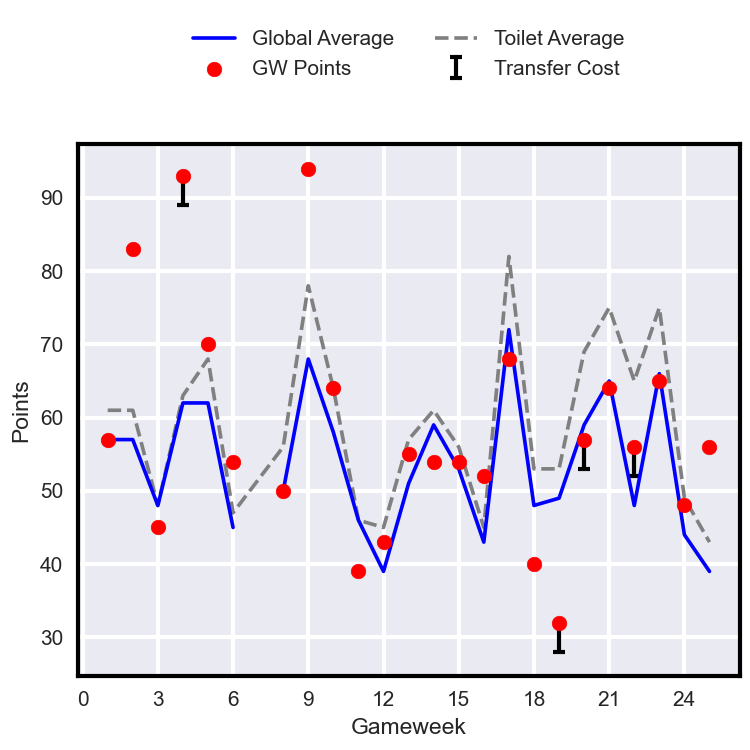 Global Average
Toilet Average
GW Points
Transfer Cost
90
80
70
60
50
40
30
Points
0 3 6 9 12 15 18 21 24
Gameweek